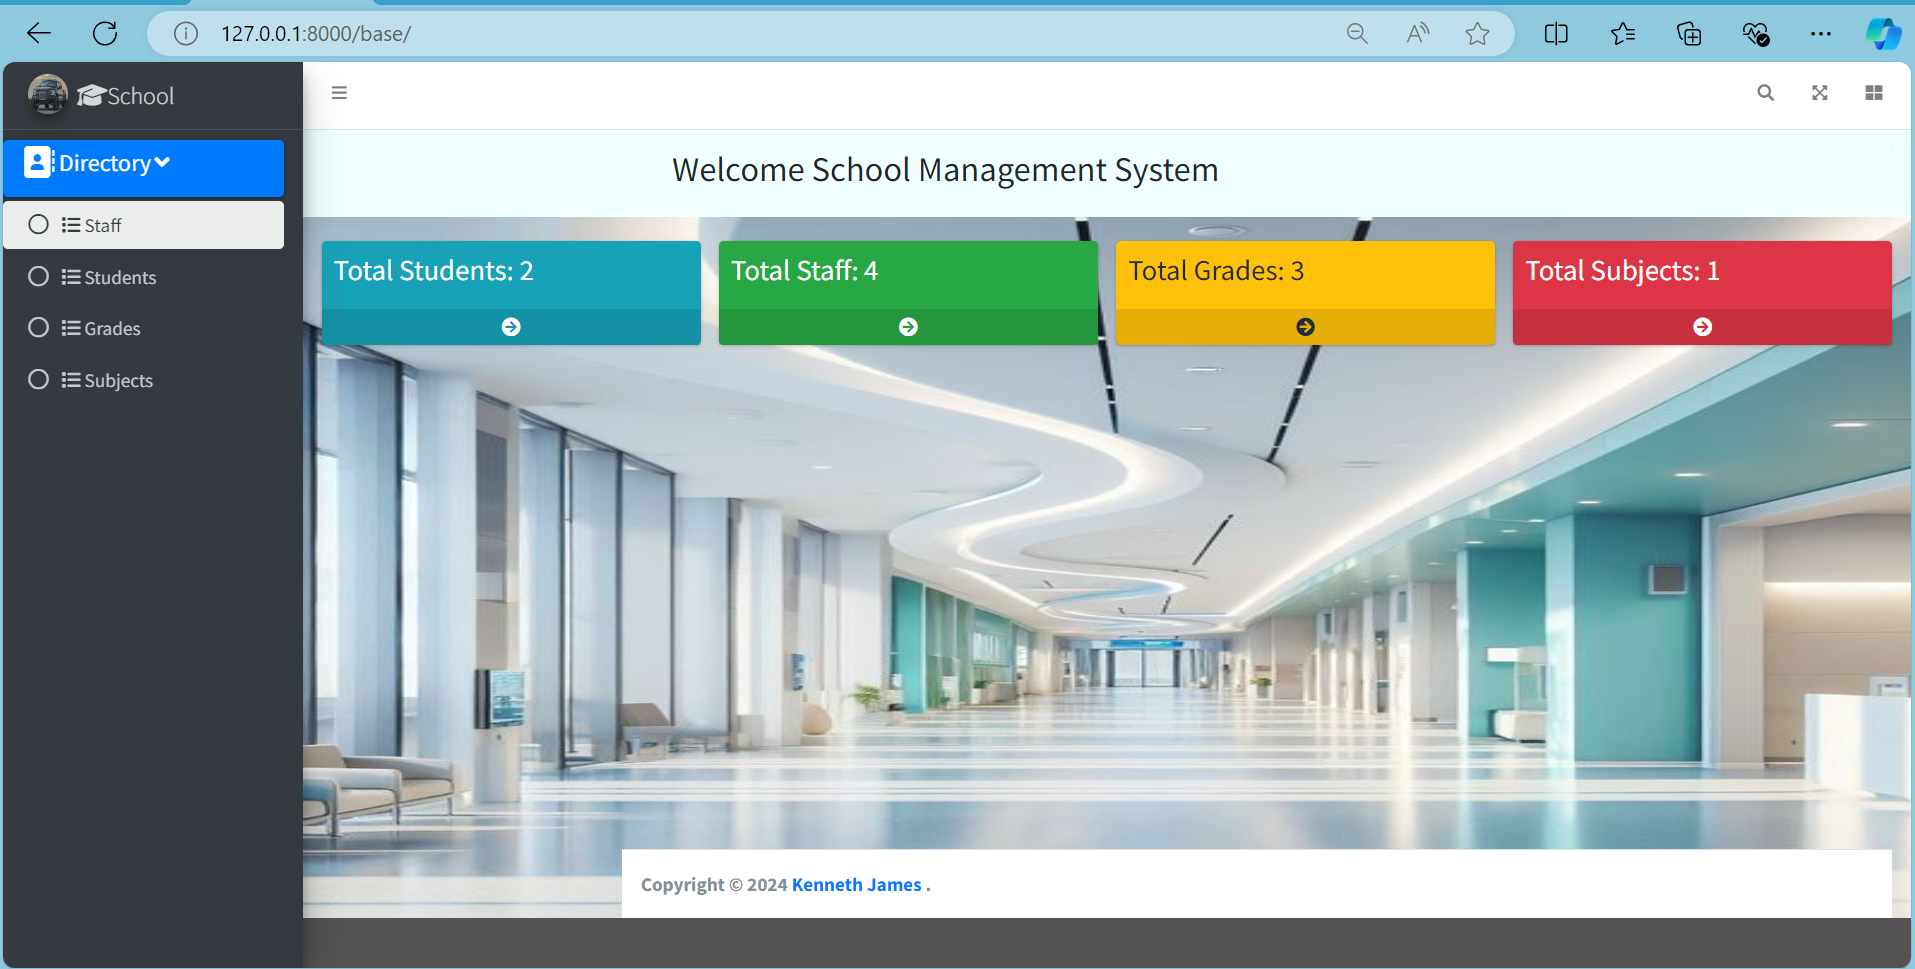 127.0.0.1:8000/base/
School
Directory
Staff
Students
Grades
Subjects
Welcome School Management System
Total Students: 2
Total Staff: 4
Total Grades: 3
Total Subjects: 1
Copyright © 2024 Kenneth James .